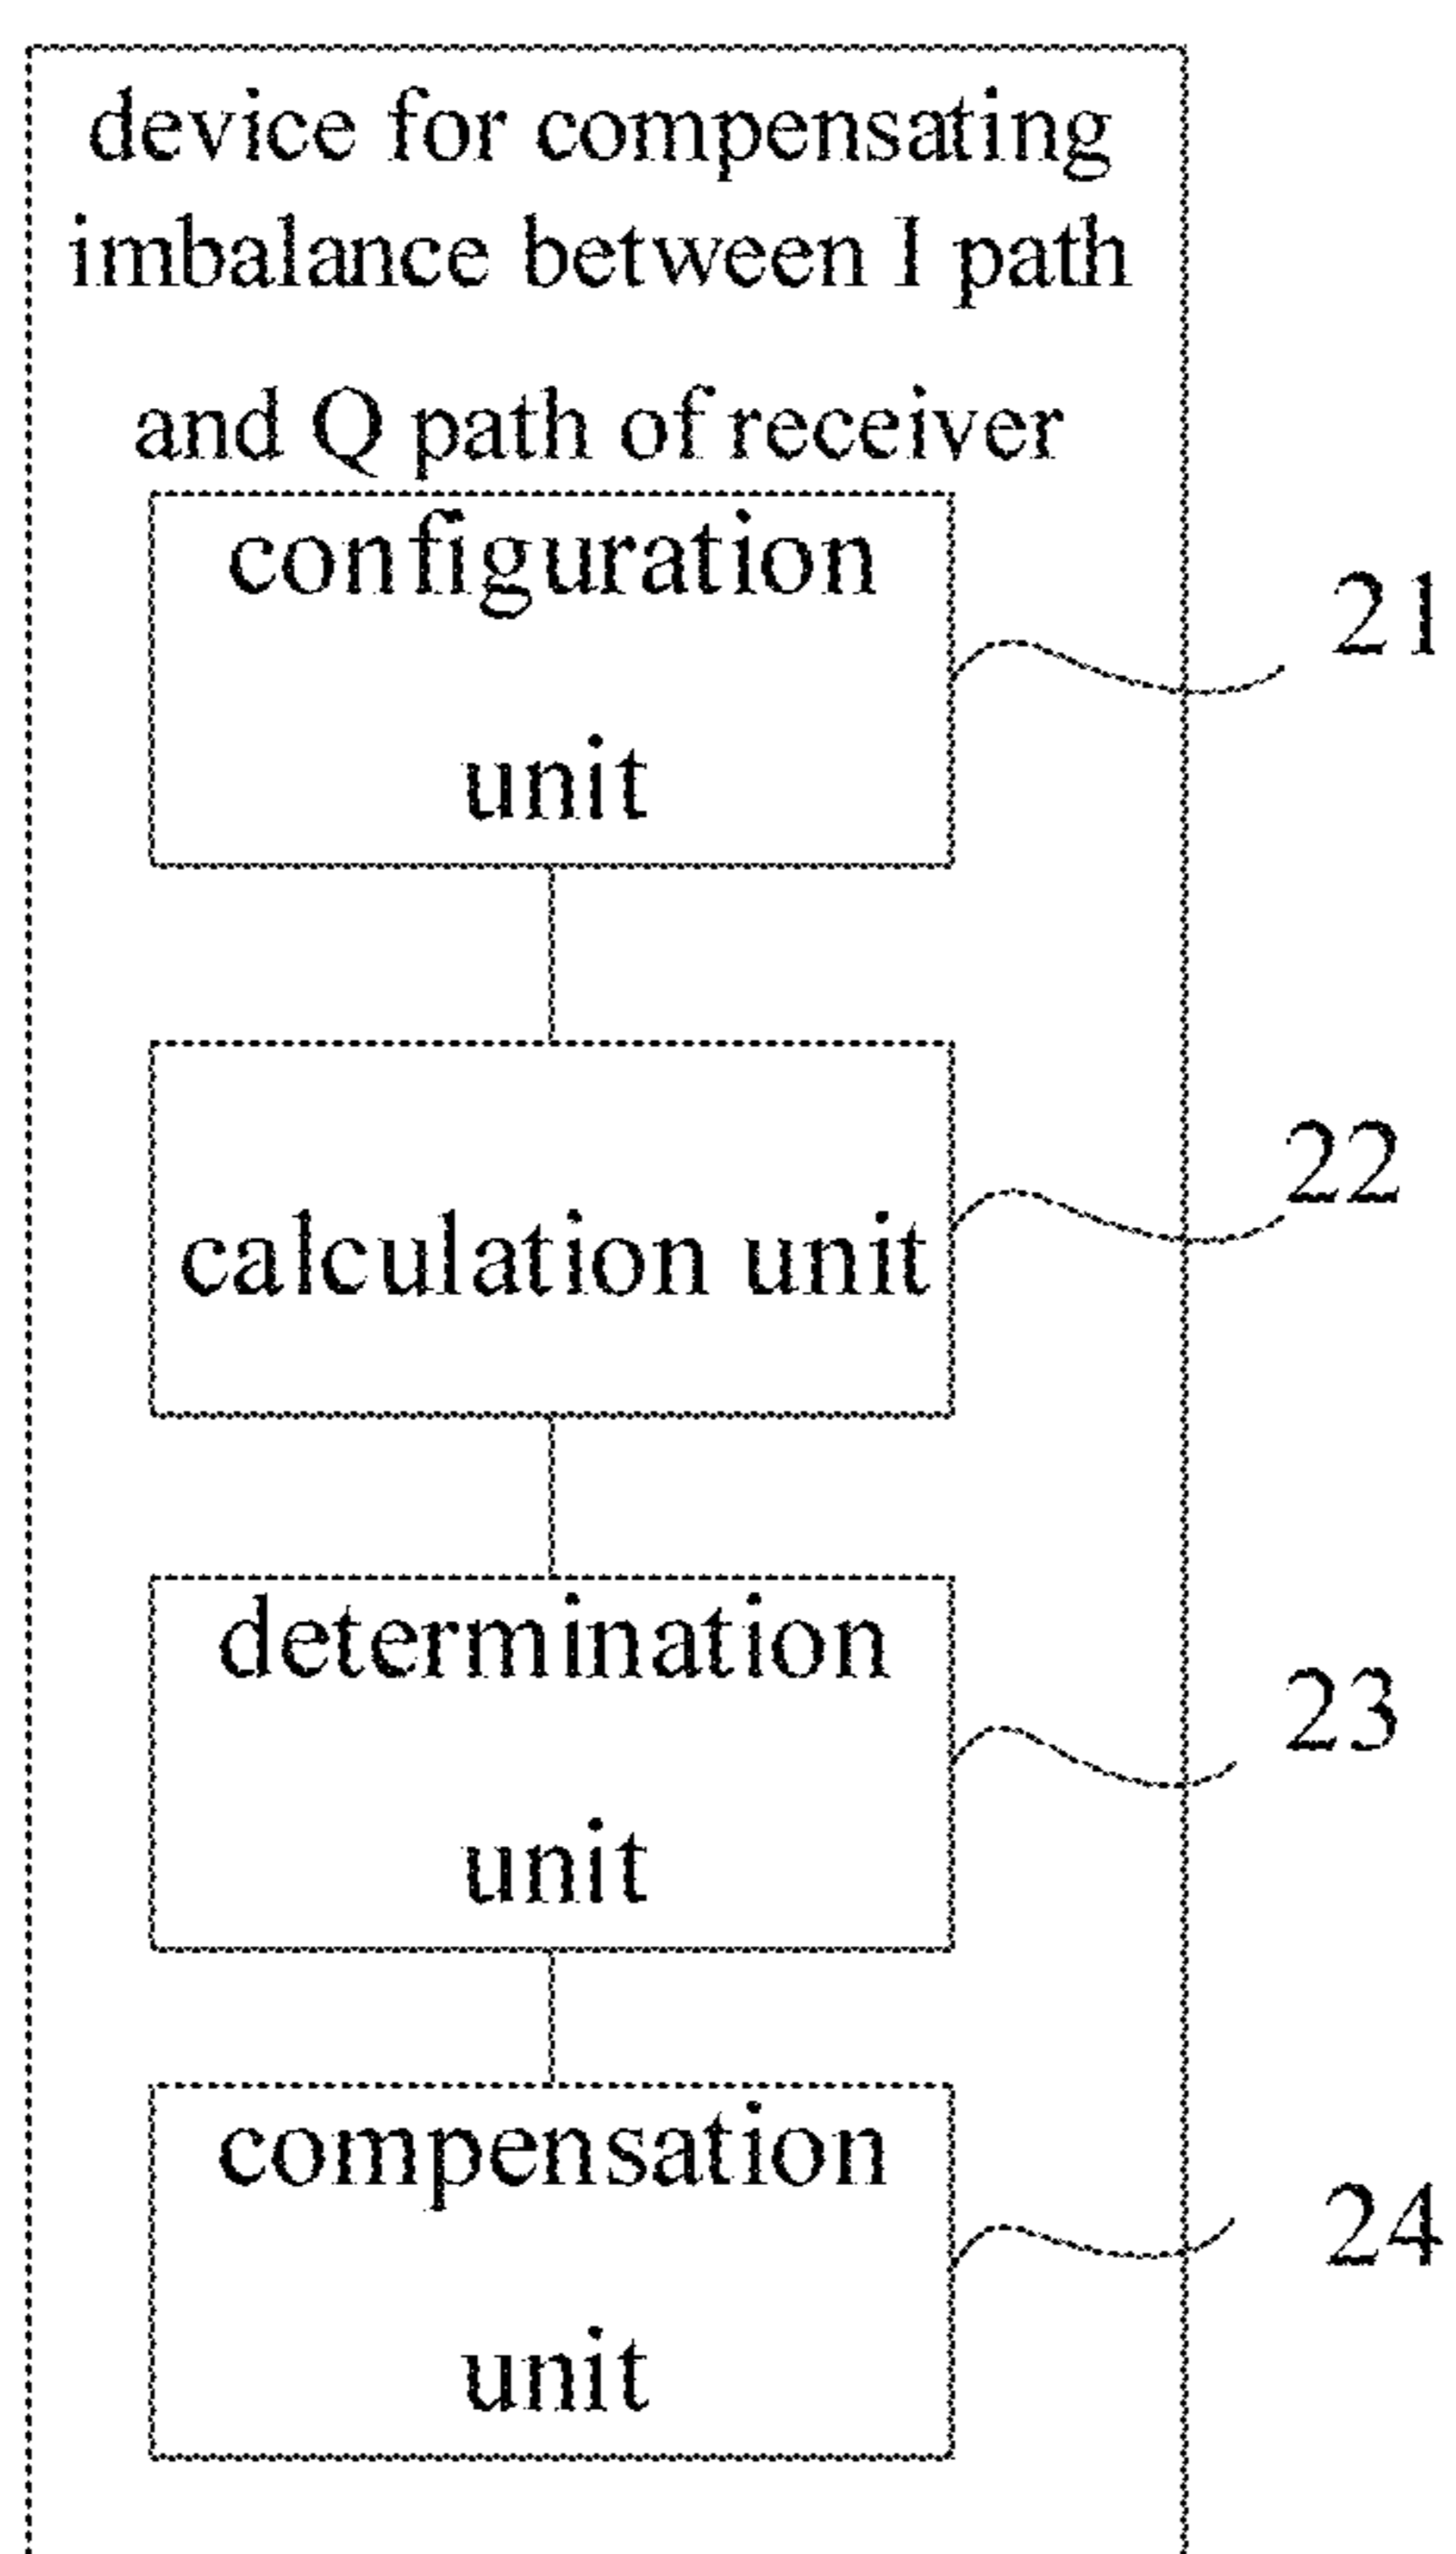 device for compensating
imbalance between I path
and Q path of receiver
configuration
unit
21
calculation unit
22
determination
unit
23
compensation
unit
24